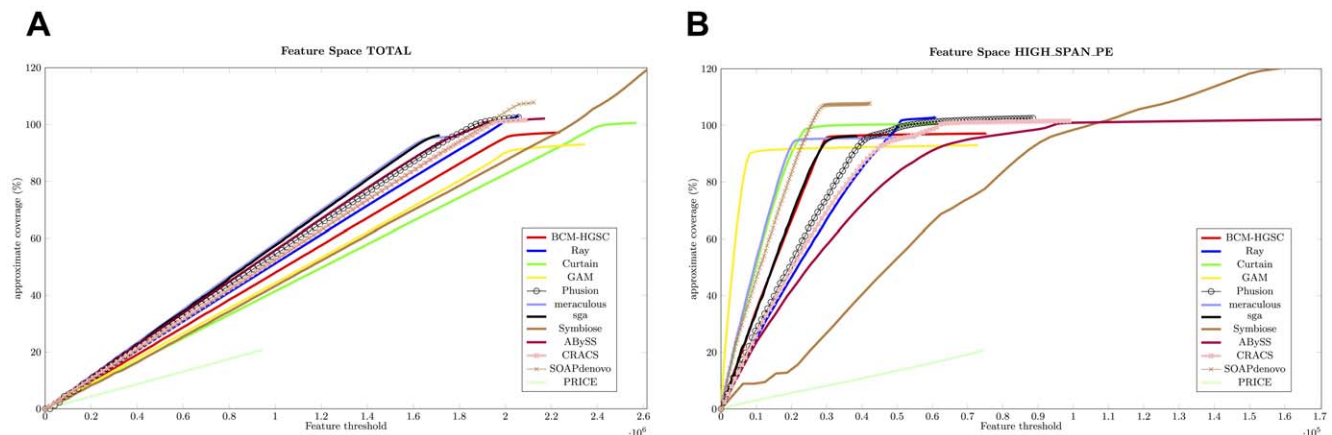 A
Feature Space TOTAL
120
100
80
60
40
20
0
approximate coverage (%)
0 0.2 0.4 0.6 0.8 1 1.2 1.4 1.6 1.8 2 2.2 2.4 2.6
Feature threshold
·10⁶
BCM-HGSC
Ray
Curtain
GAM
Phusion
meraculous
sga
Symbiose
ABySS
CRACS
SOAPdenovo
PRICE
B
Feature Space HIGH_SPAN_PE
120
100
80
60
40
20
0
approximate coverage (%)
0 0.1 0.2 0.3 0.4 0.5 0.6 0.7 0.8 0.9 1 1.1 1.2 1.3 1.4 1.5 1.6 1.7
Feature threshold
·10⁵
BCM-HGSC
Ray
Curtain
GAM
Phusion
meraculous
sga
Symbiose
ABySS
CRACS
SOAPdenovo
PRICE